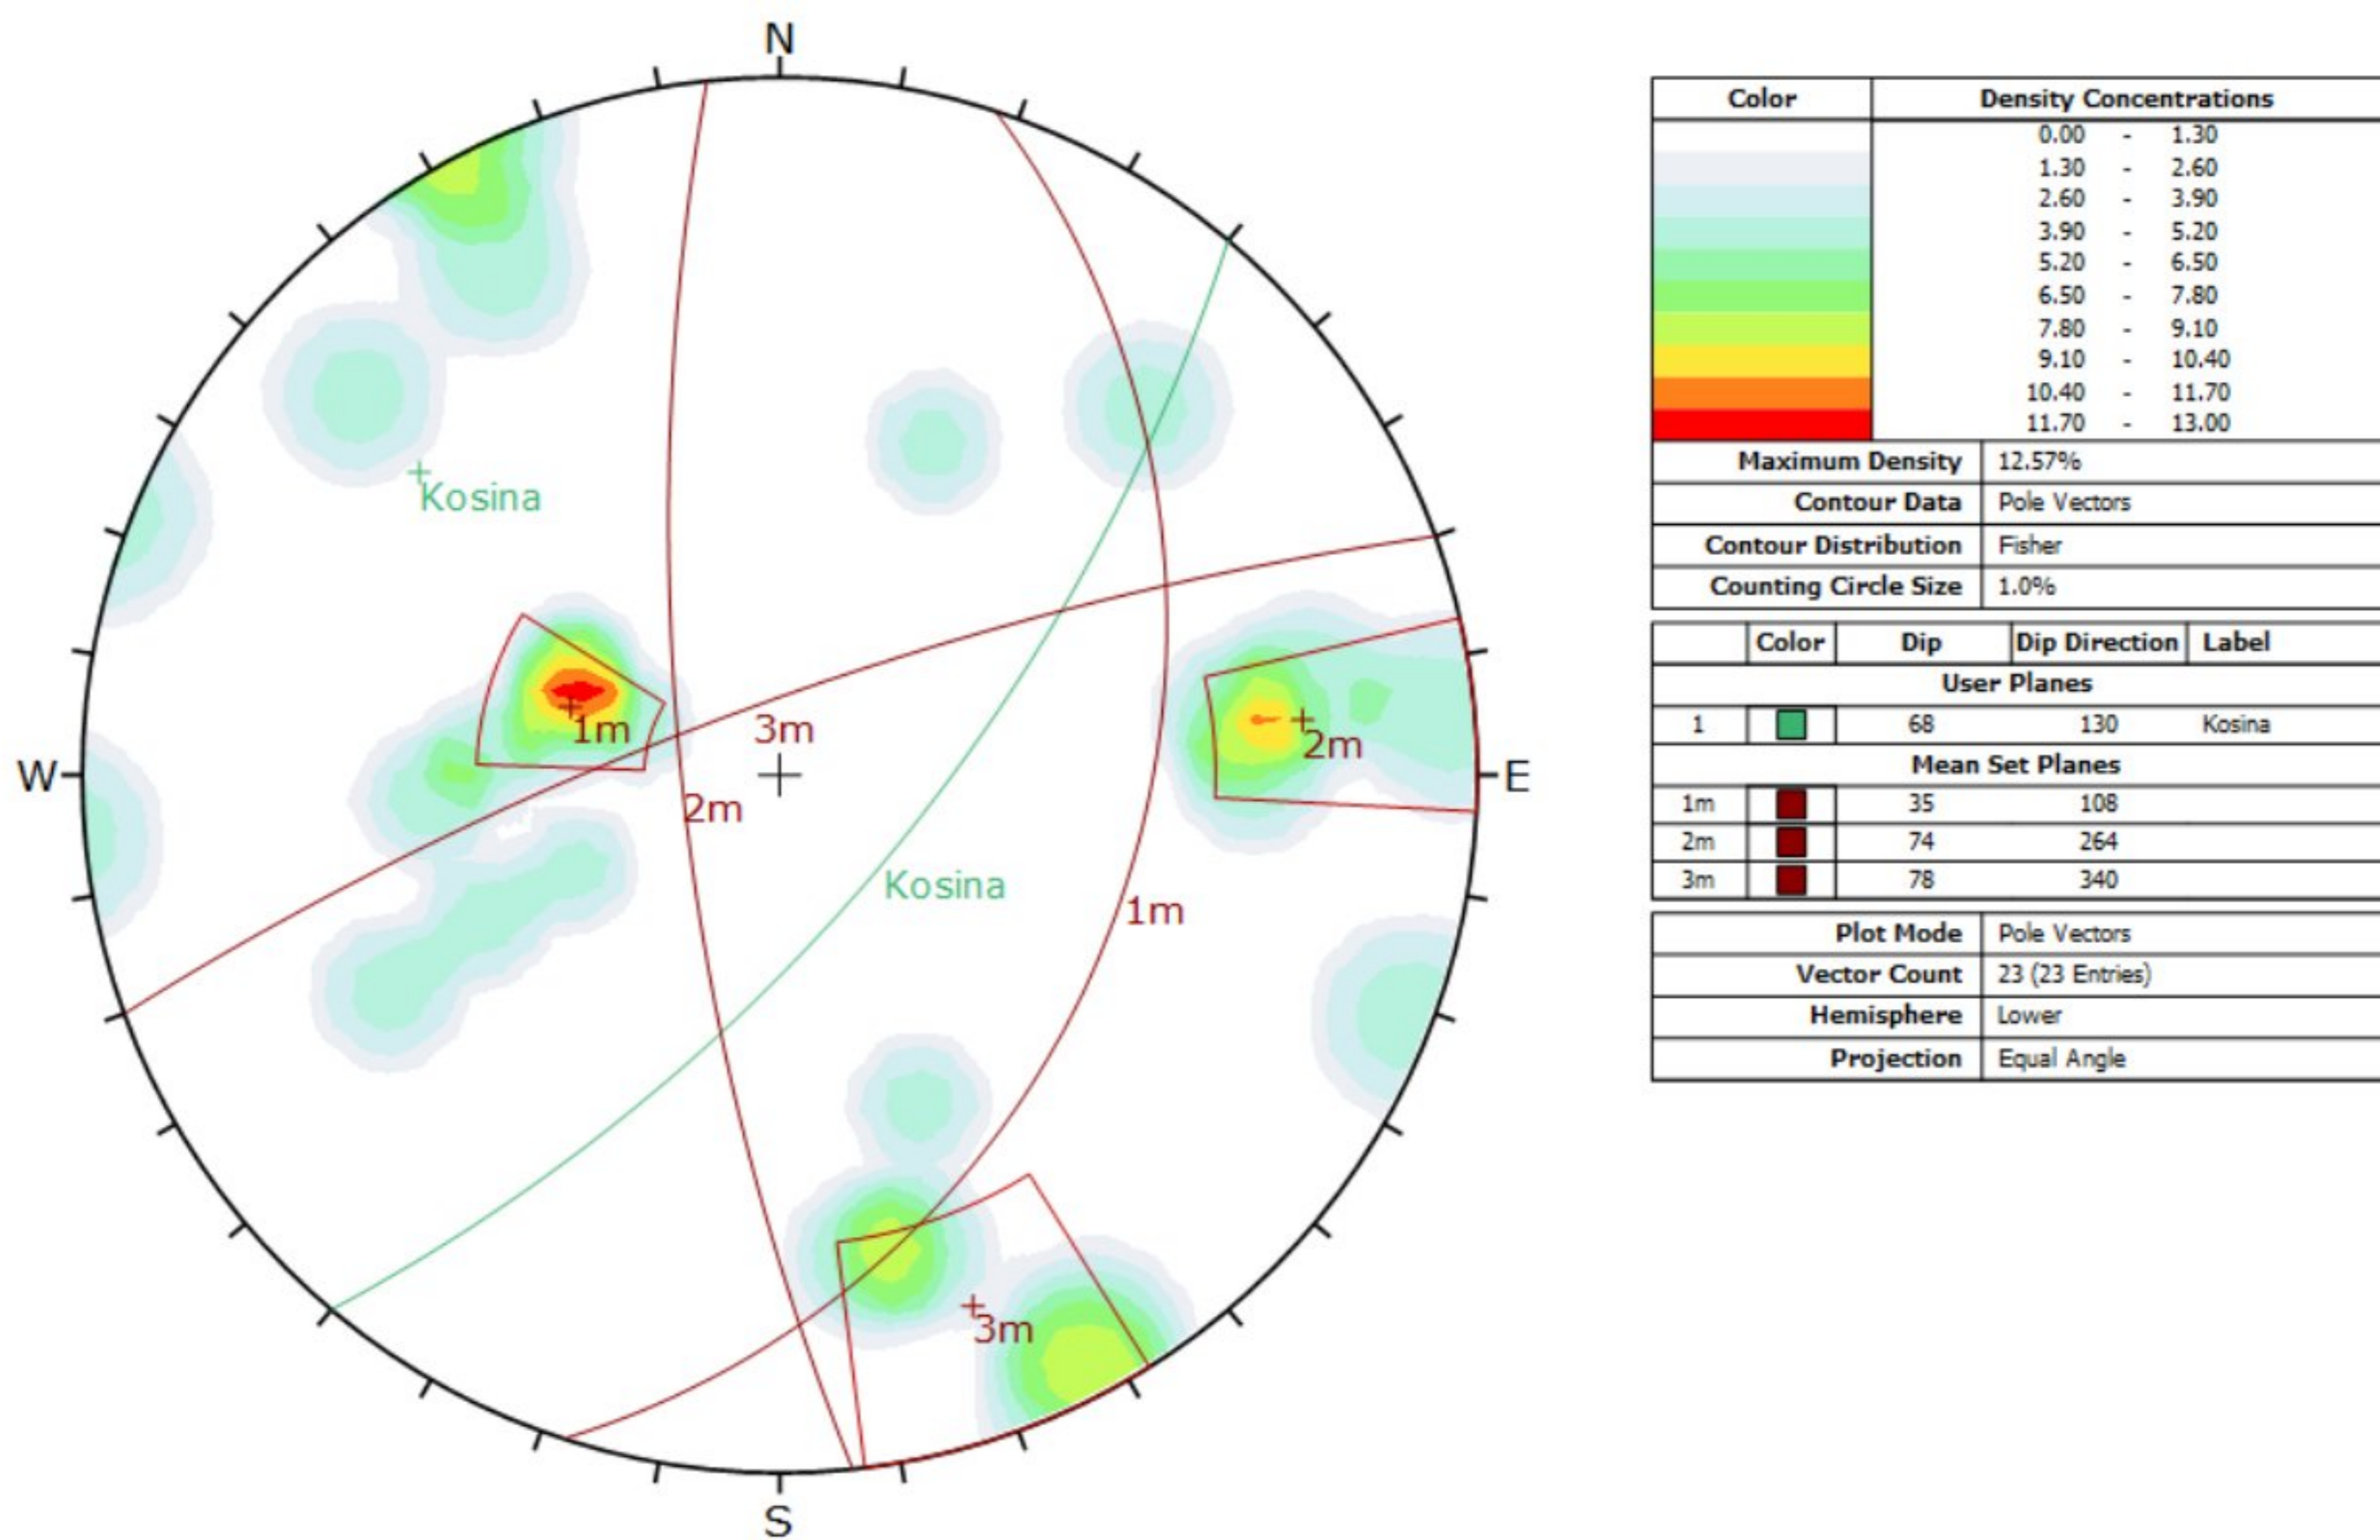 N
Kosina
1m
3m
2m
W
E
2m
Kosina
1m
3m
S
Color Density Concentrations
0.00 - 1.30
1.30 - 2.60
2.60 - 3.90
3.90 - 5.20
5.20 - 6.50
6.50 - 7.80
7.80 - 9.10
9.10 - 10.40
10.40 - 11.70
11.70 - 13.00
Maximum Density 12.57%
Contour Data Pole Vectors
Contour Distribution Fisher
Counting Circle Size 1.0%
Color Dip Dip Direction Label
User Planes
1 68 130 Kosina
Mean Set Planes
1m 35 108
2m 74 264
3m 78 340
Plot Mode Pole Vectors
Vector Count 23 (23 Entries)
Hemisphere Lower
Projection Equal Angle